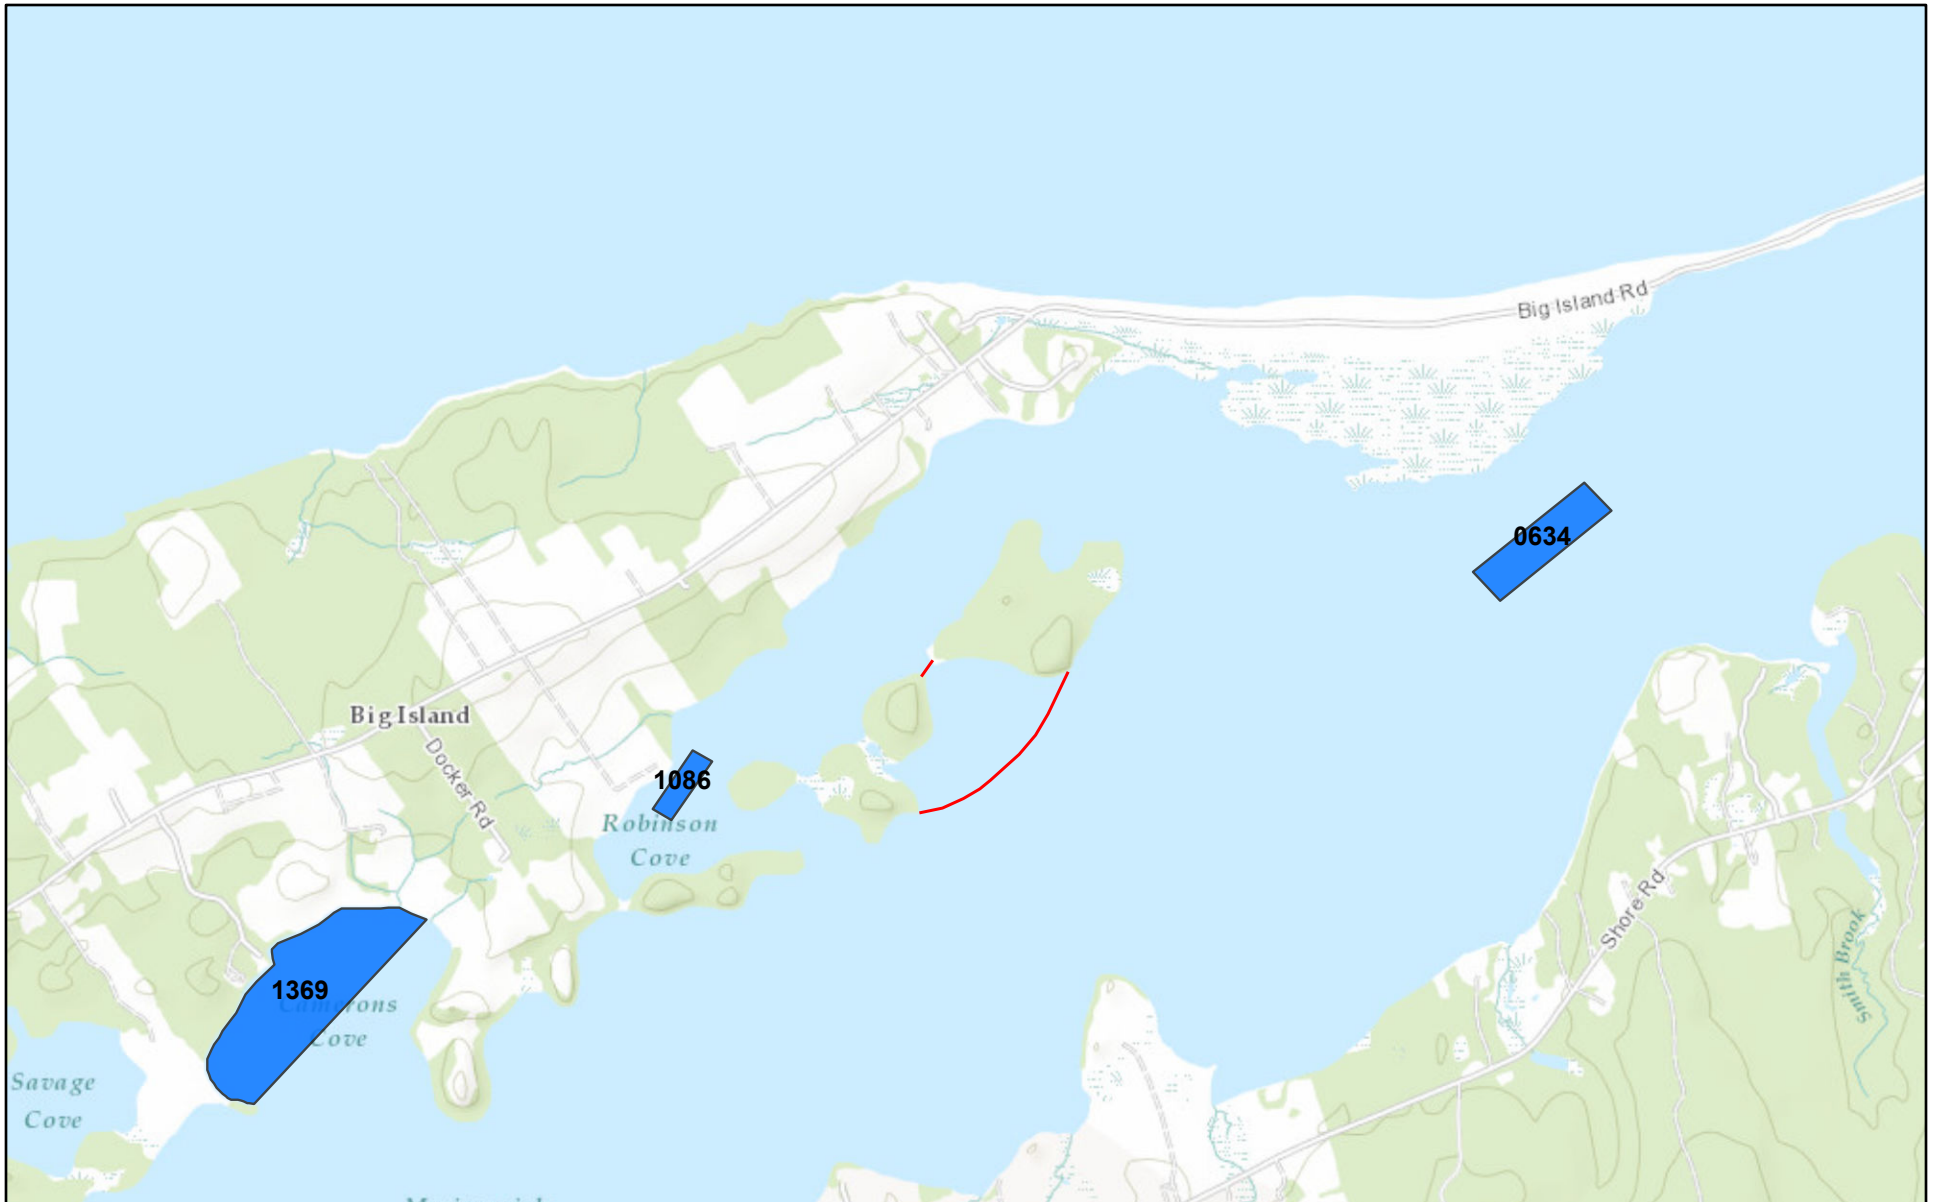 Big Island Rd
0634
Big Island
Docker Rd
1086
Robinson
Cove
Shore Rd
Smith Brook
1369
Camerons
Cove
Savage
Cove